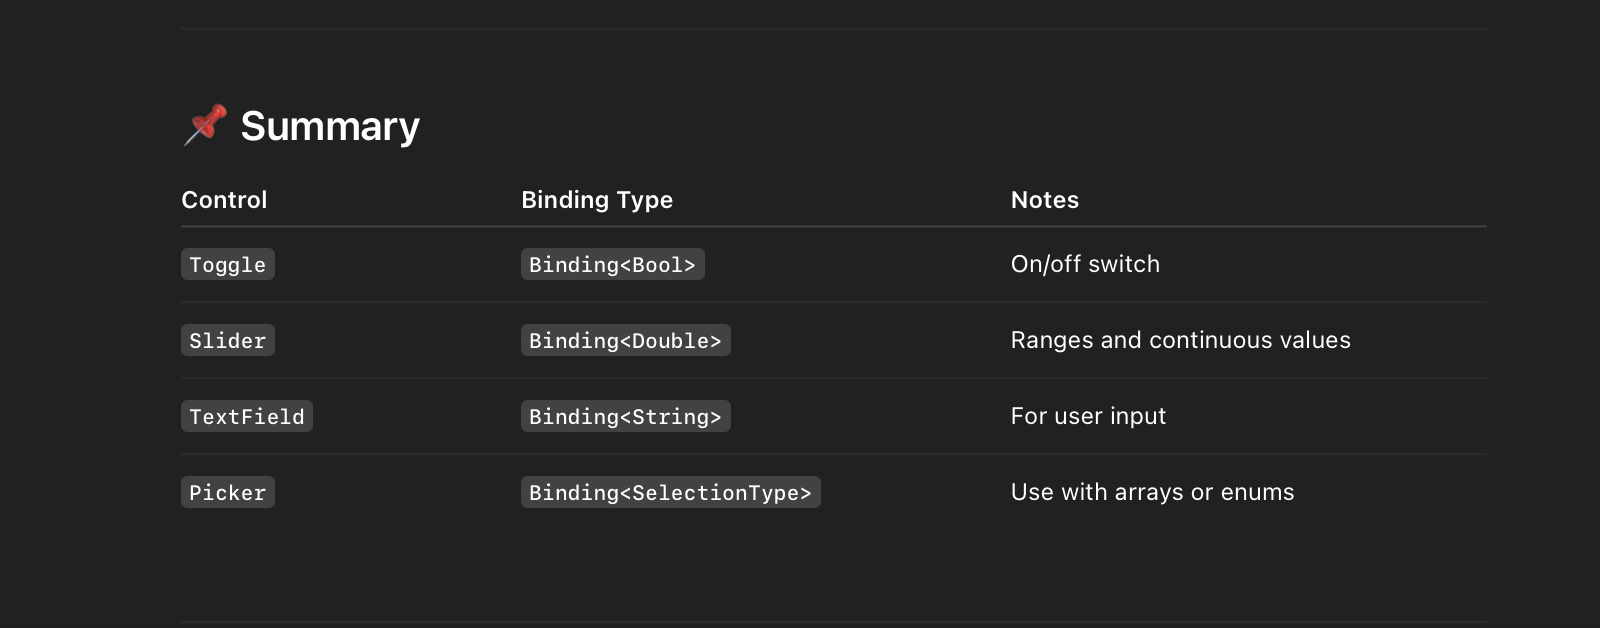 📌 Summary
Control Binding Type Notes
Toggle Binding<Bool> On/off switch
Slider Binding<Double> Ranges and continuous values
TextField Binding<String> For user input
Picker Binding<SelectionType> Use with arrays or enums